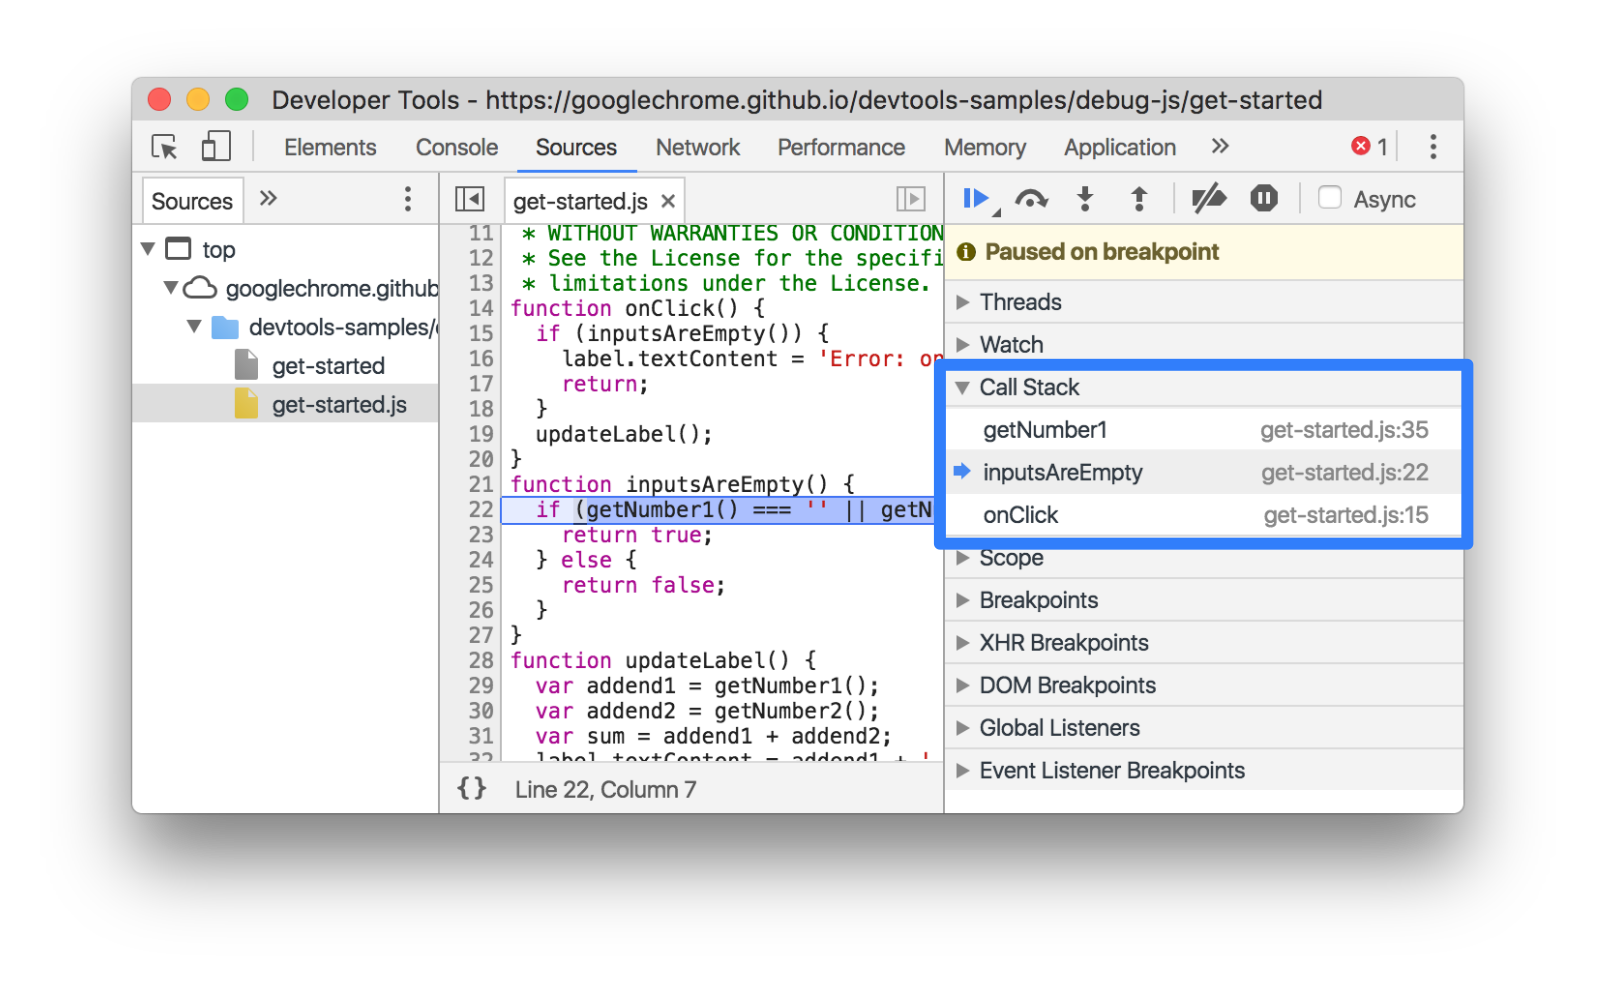 Developer Tools - https://googlechrome.github.io/devtools-samples/debug-js/get-started
Elements Console Sources Network Performance Memory Application » 1
Sources »
get-started.js ×
Async
top
googlechrome.github
devtools-samples/
get-started
get-started.js
11 * WITHOUT WARRANTIES OR CONDITION
12 * See the License for the specifi
13 * limitations under the License.
14 function onClick() {
15 if (inputsAreEmpty()) {
16 label.textContent = 'Error: on
17 return;
18 }
19 updateLabel();
20 }
21 function inputsAreEmpty() {
22 if (getNumber1() === '' || getN
23 return true;
24 } else {
25 return false;
26 }
27 }
28 function updateLabel() {
29 var addend1 = getNumber1();
30 var addend2 = getNumber2();
31 var sum = addend1 + addend2;
32 label.textContent = addend1 + '
{} Line 22, Column 7
Paused on breakpoint
Threads
Watch
Call Stack
getNumber1 get-started.js:35
inputsAreEmpty get-started.js:22
onClick get-started.js:15
Scope
Breakpoints
XHR Breakpoints
DOM Breakpoints
Global Listeners
Event Listener Breakpoints